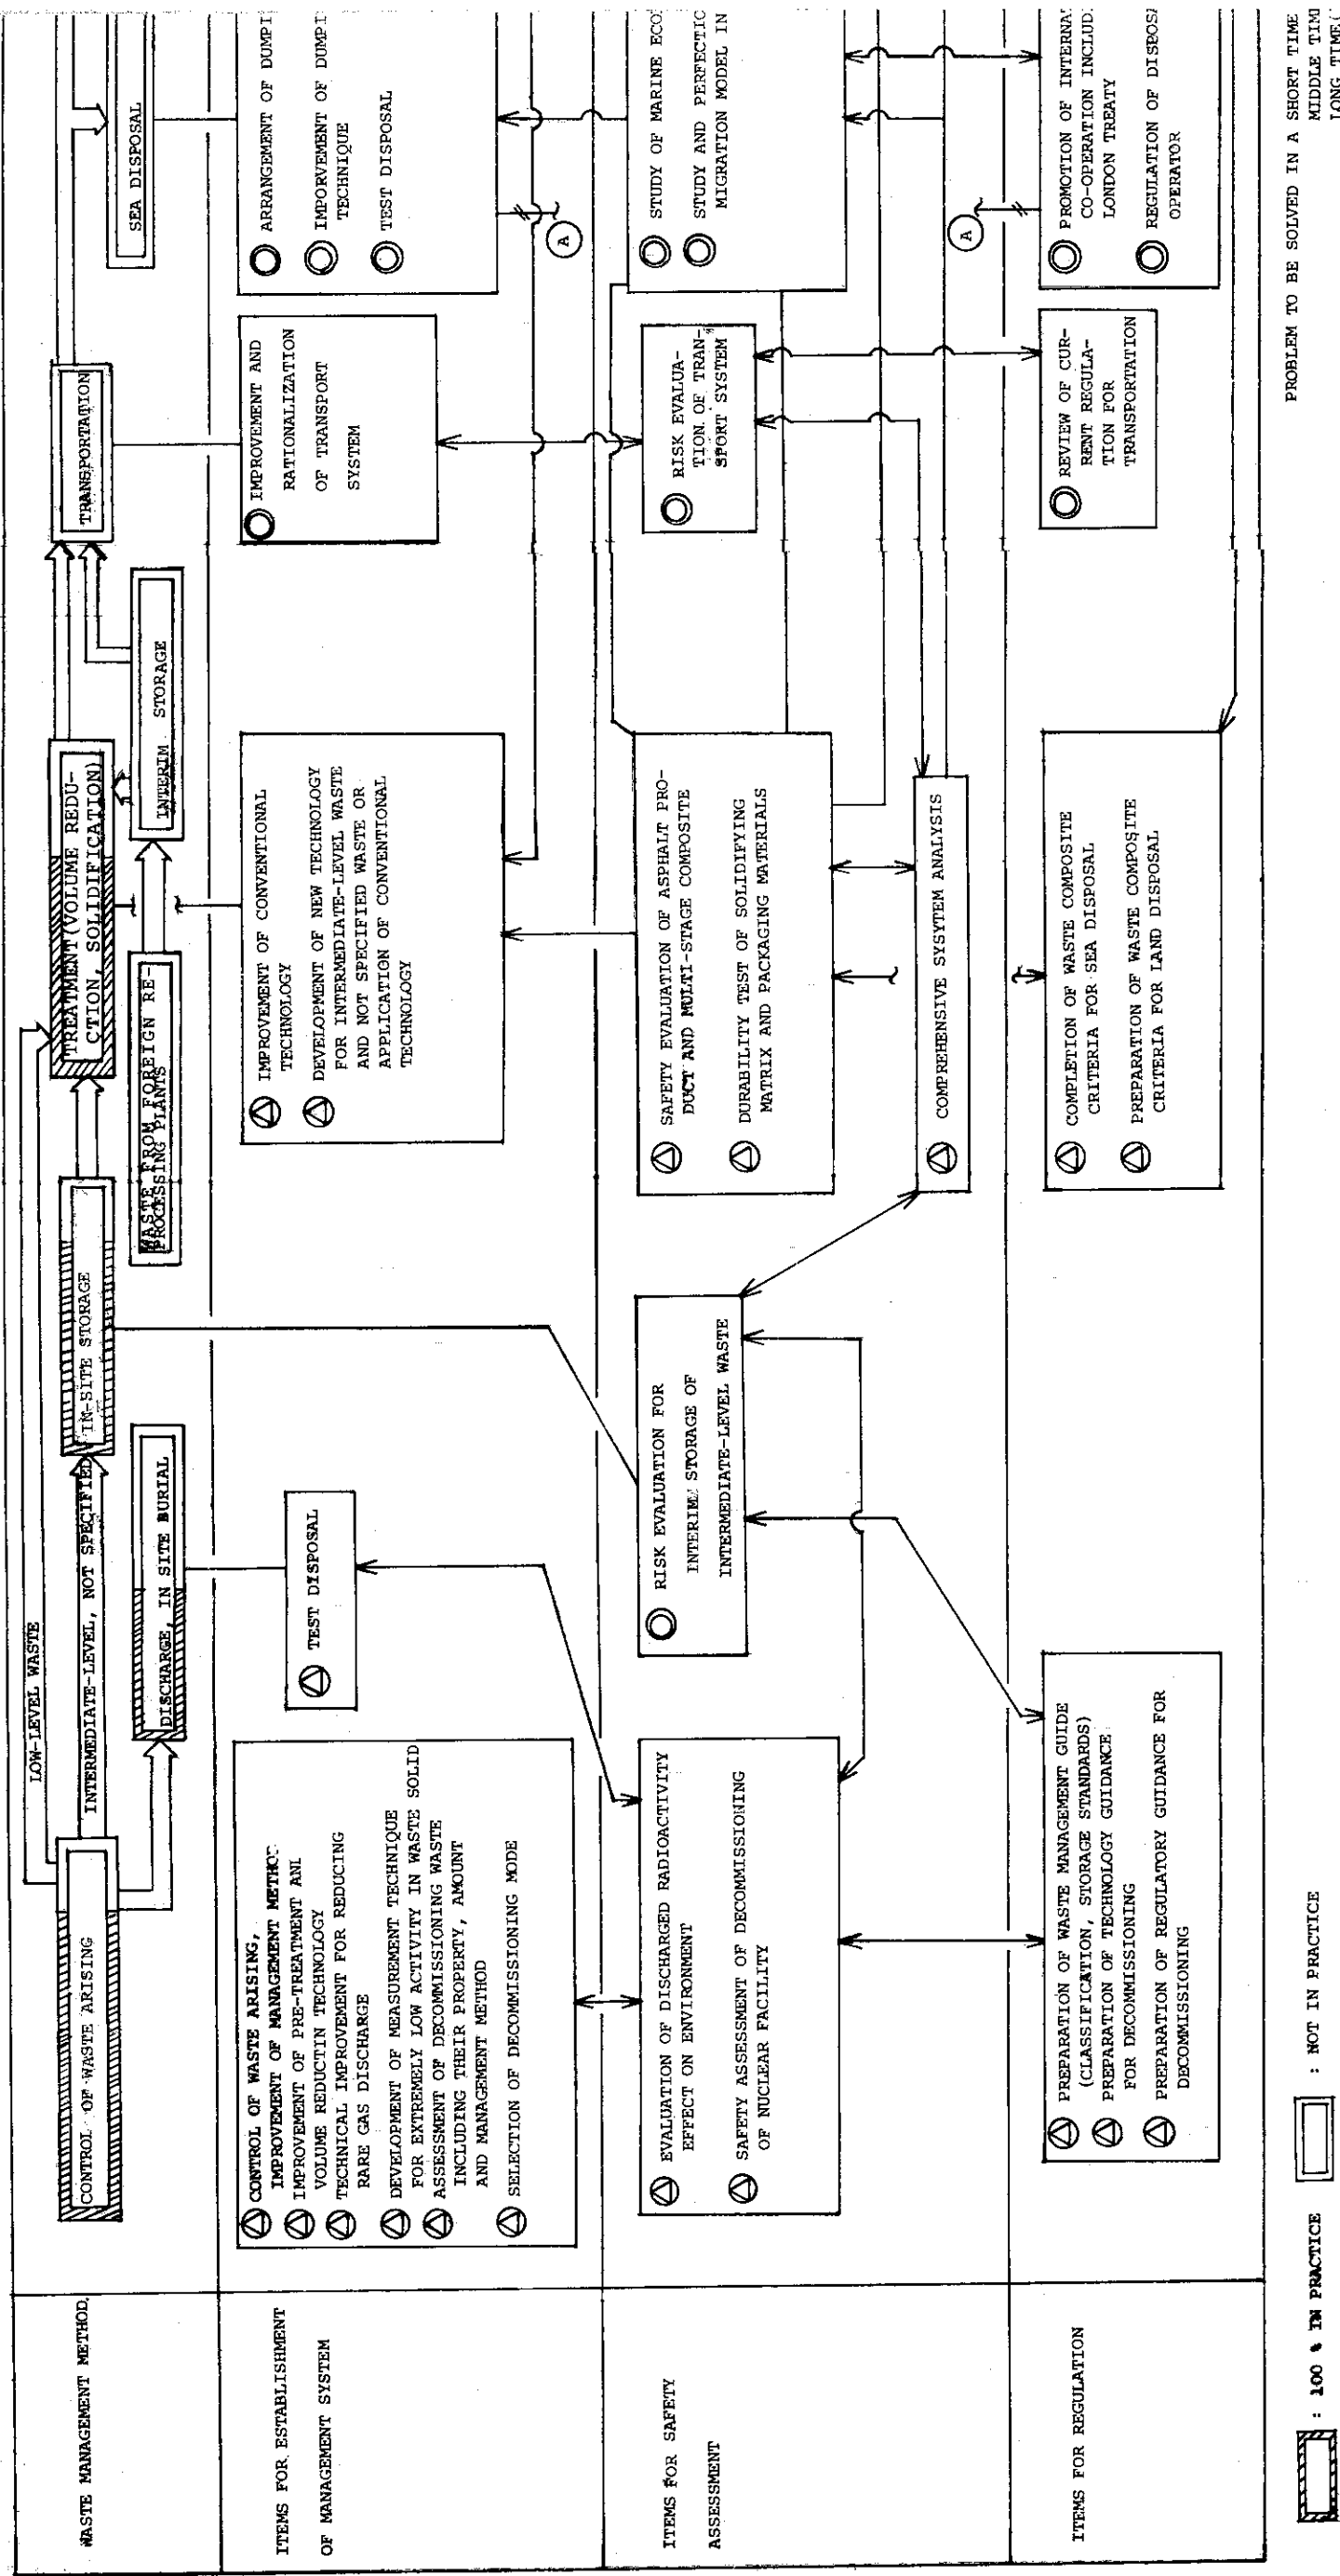 WASTE MANAGEMENT METHOD
LOW-LEVEL WASTE
CONTROL OF WASTE ARISING
INTERMEDIATE-LEVEL, NOT SPECIFIED
IN-SITE STORAGE
TREATMENT(VOLUME REDU-
CTION, SOLIDIFICATION)
TRANSPORTATION
DISCHARGE, IN SITE BURIAL
WASTE FROM FOREIGN RE-
PROCESSING PLANTS
INTERIM STORAGE
SEA DISPOSAL
ITEMS FOR ESTABLISHMENT
OF MANAGEMENT SYSTEM
CONTROL OF WASTE ARISING,
IMPROVEMENT OF MANAGEMENT METHOD
IMPROVEMENT OF PRE-TREATMENT AND
VOLUME REDUCTIN TECHNOLOGY
TECHNICAL IMPROVEMENT FOR REDUCING
RARE GAS DISCHARGE
DEVELOPMENT OF MEASUREMENT TECHNIQUE
FOR EXTREMELY LOW ACTIVITY IN WASTE SOLID
ASSESSMENT OF DECOMMISSIONING WASTE
INCLUDING THEIR PROPERTY, AMOUNT
AND MANAGEMENT METHOD
SELECTION OF DECOMMISSIONING MODE
TEST DISPOSAL
IMPROVEMENT OF CONVENTIONAL
TECHNOLOGY
DEVELOPMENT OF NEW TECHNOLOGY
FOR INTERMEDIATE-LEVEL WASTE
AND NOT SPECIFIED WASTE OR
APPLICATION OF CONVENTIONAL
TECHNOLOGY
IMPROVEMENT AND
RATIONALIZATION
OF TRANSPORT
SYSTEM
ARRANGEMENT OF DUMPI
IMPORVEMENT OF DUMPI
TECHNIQUE
TEST DISPOSAL
A
ITEMS FOR SAFETY
ASSESSMENT
EVALUATION OF DISCHARGED RADIOACTIVITY
EFFECT ON ENVIRONMENT
SAFETY ASSESSMENT OF DECOMMISSIONING
OF NUCLEAR FACILITY
RISK EVALUATION FOR
INTERIM STORAGE OF
INTERMEDIATE-LEVEL WASTE
SAFETY EVALUATION OF ASPHALT PRO-
DUCT AND MULTI-STAGE COMPOSITE
DURABILITY TEST OF SOLIDIFYING
MATRIX AND PACKAGING MATERIALS
COMPREHENSIVE SYSTEM ANALYSIS
RISK EVALUA-
TION OF TRAN-
SPORT SYSTEM
STUDY OF MARINE ECO
STUDY AND PERFECTIO
MIGRATION MODEL IN
A
ITEMS FOR REGULATION
PREPARATION OF WASTE MANAGEMENT GUIDE
(CLASSIFICATION, STORAGE STANDARDS)
PREPARATION OF TECHNOLOGY GUIDANCE
FOR DECOMMISSIONING
PREPARATION OF REGULATORY GUIDANCE FOR
DECOMMISSIONING
COMPLETION OF WASTE COMPOSITE
CRITERIA FOR SEA DISPOSAL
PREPARATION OF WASTE COMPOSITE
CRITERIA FOR LAND DISPOSAL
REVIEW OF CUR-
RENT REGULA-
TION FOR
TRANSPORTATION
PROMOTION OF INTERNAT
CO-OPERATION INCLUD
LONDON TREATY
REGULATION OF DISPOSA
OPERATOR
: 100 % IN PRACTICE
: NOT IN PRACTICE
PROBLEM TO BE SOLVED IN A SHORT TIME
MIDDLE TIME
LONG TIME(